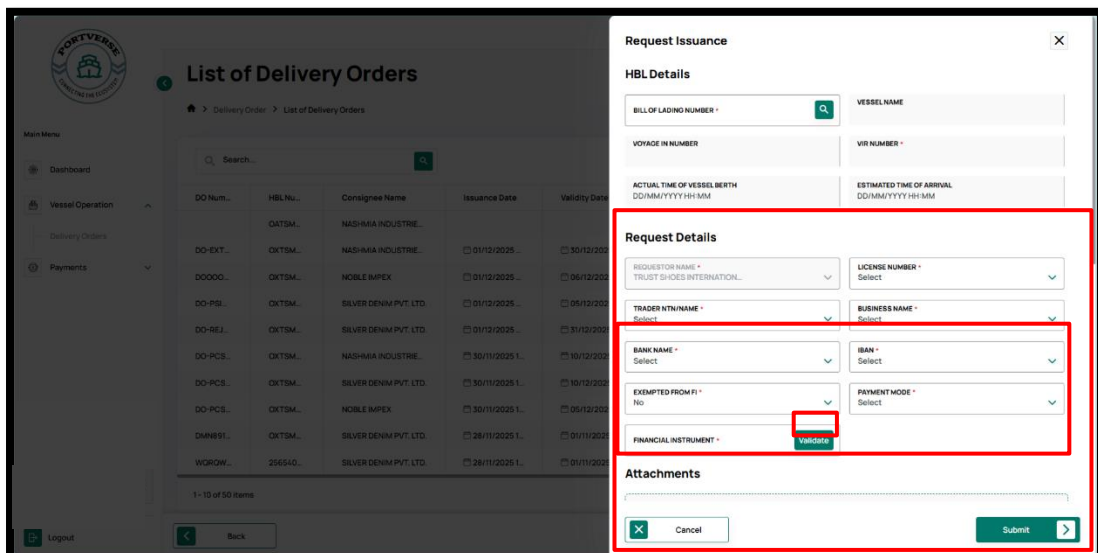 PORTVERSE
Main Menu
Dashboard
Vessel Operation
Delivery Orders
Payments
Logout
List of Delivery Orders
Delivery Order > List of Delivery Orders
Search...
DO Num... HBL Nu... Consignee Name Issuance Date Validity Date
OATSM... NASHMIA INDUSTRIE...
DO-EXT... OXTSM... NASHMIA INDUSTRIE... 01/12/2025 ... 30/12/202
DOOOO... OXTSM... NOBLE IMPEX 01/12/2025 ... 06/12/202
DO-PSI... OXTSM... SILVER DENIM PVT. LTD. 01/12/2025 ... 05/12/202
DO-REJ... OXTSM... SILVER DENIM PVT. LTD. 01/12/2025 ... 31/12/202
DO-PCS... OXTSM... NASHMIA INDUSTRIE... 30/11/2025 1... 10/12/202
DO-PCS... OXTSM... SILVER DENIM PVT. LTD. 30/11/2025 1... 10/12/202
DO-PCS... OXTSM... NOBLE IMPEX 30/11/2025 1... 05/12/202
DMN691... OXTSM... SILVER DENIM PVT. LTD. 28/11/2025 1... 01/11/2025
WOROW... 256540... SILVER DENIM PVT. LTD. 28/11/2025 1... 01/11/2025
1 - 10 of 50 items
Back
Request Issuance
HBL Details
BILL OF LADING NUMBER *
VESSEL NAME
VOYAGE IN NUMBER
VIR NUMBER *
ACTUAL TIME OF VESSEL BERTH
DD/MM/YYYY HH:MM
ESTIMATED TIME OF ARRIVAL
DD/MM/YYYY HH:MM
Request Details
REQUESTOR NAME *
TRUST SHOES INTERNATION...
LICENSE NUMBER *
Select
TRADER NTN/NAME *
Select
BUSINESS NAME *
Select
BANK NAME *
Select
IBAN *
Select
EXEMPTED FROM FI *
No
PAYMENT MODE *
Select
FINANCIAL INSTRUMENT *
Validate
Attachments
Cancel
Submit